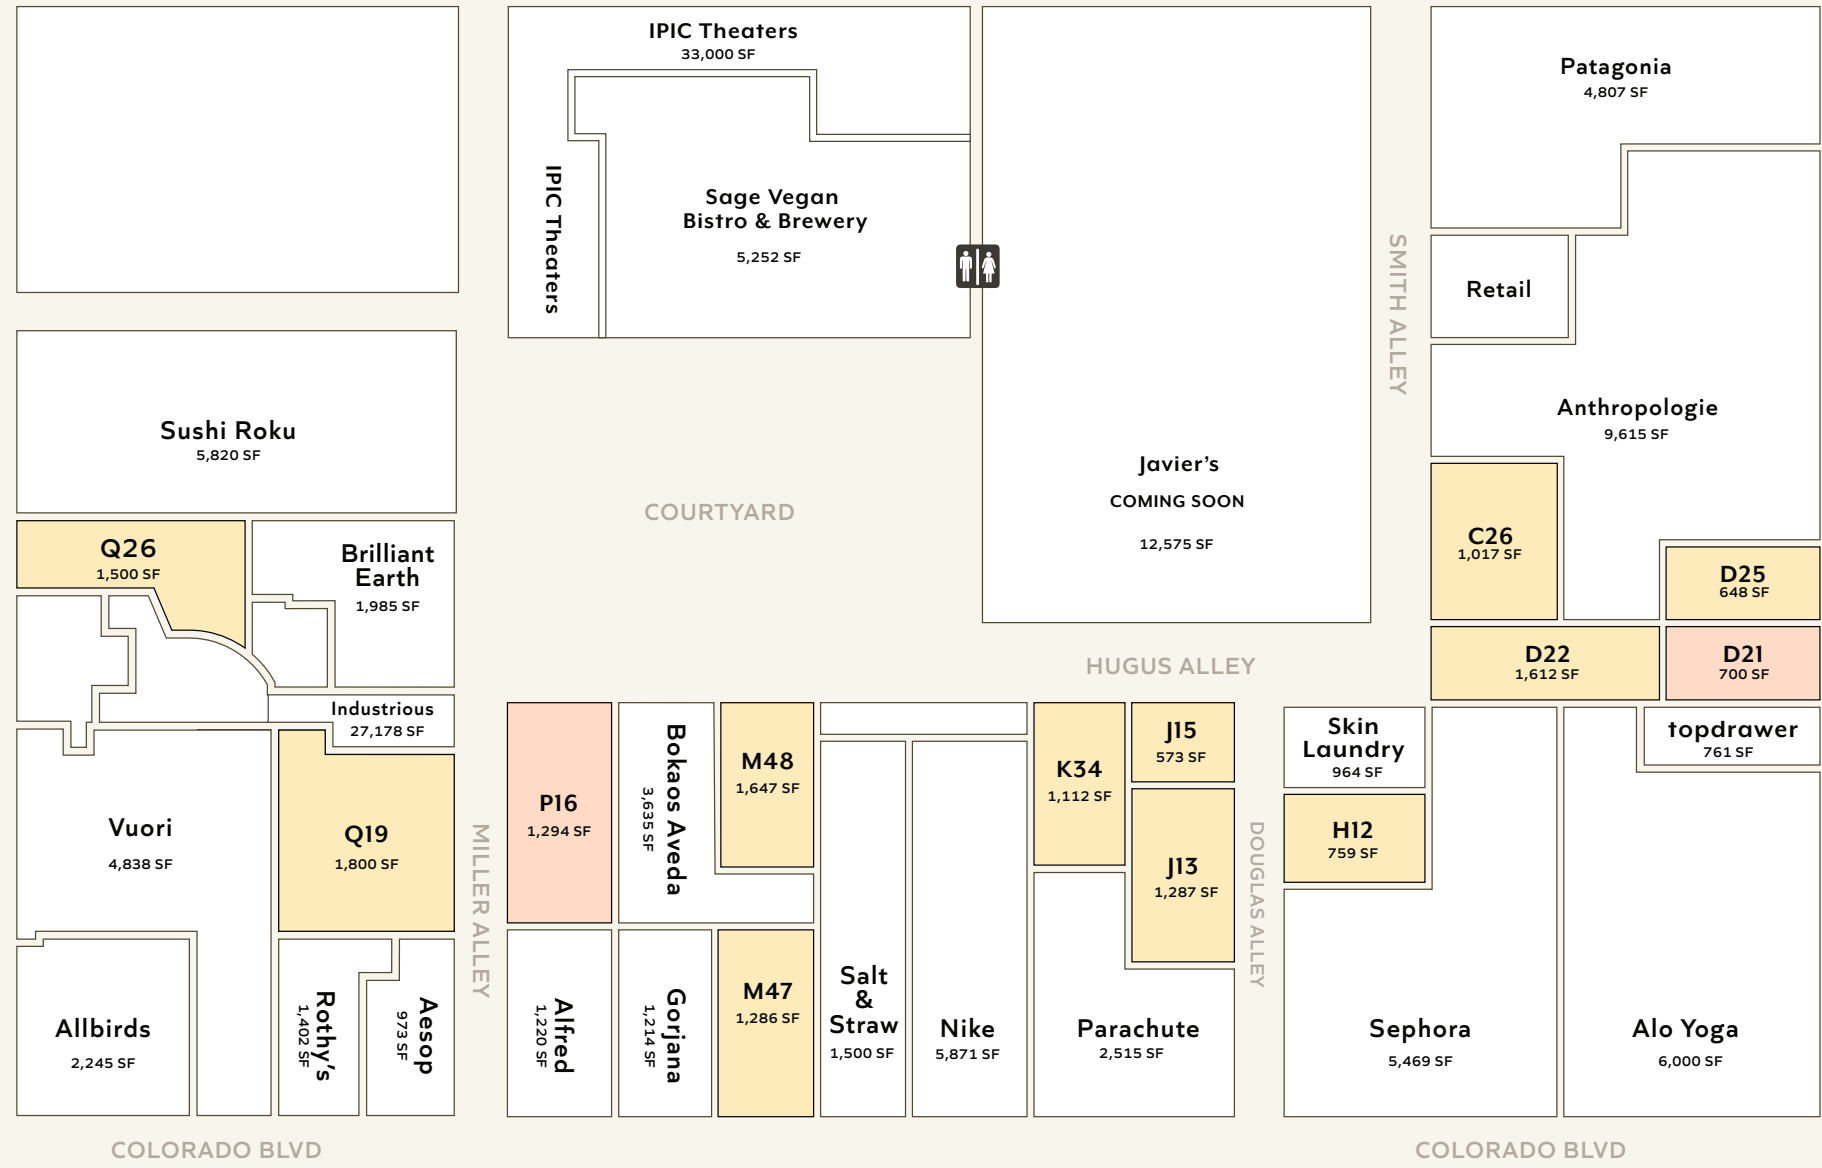 IPIC Theaters
33,000 SF
IPIC Theaters
Sage Vegan
Bistro & Brewery
5,252 SF
Patagonia
4,807 SF
SMITH ALLEY
Retail
Anthropologie
9,615 SF
Sushi Roku
5,820 SF
COURTYARD
Javier's
COMING SOON
12,575 SF
Q26
1,500 SF
Brilliant
Earth
1,985 SF
C26
1,017 SF
D25
648 SF
HUGUS ALLEY
D22
1,612 SF
D21
700 SF
Industrious
27,178 SF
Vuori
4,838 SF
Q19
1,800 SF
MILLER ALLEY
P16
1,294 SF
Bokaos Aveda
3,635 SF
M48
1,647 SF
K34
1,112 SF
J15
573 SF
J13
1,287 SF
DOUGLAS ALLEY
Skin
Laundry
964 SF
topdrawer
761 SF
H12
759 SF
Allbirds
2,245 SF
Rothy's
1,402 SF
Aesop
973 SF
Alfred
1,220 SF
Gorjana
1,214 SF
M47
1,286 SF
Salt
&
Straw
1,500 SF
Nike
5,871 SF
Parachute
2,515 SF
Sephora
5,469 SF
Alo Yoga
6,000 SF
COLORADO BLVD
COLORADO BLVD